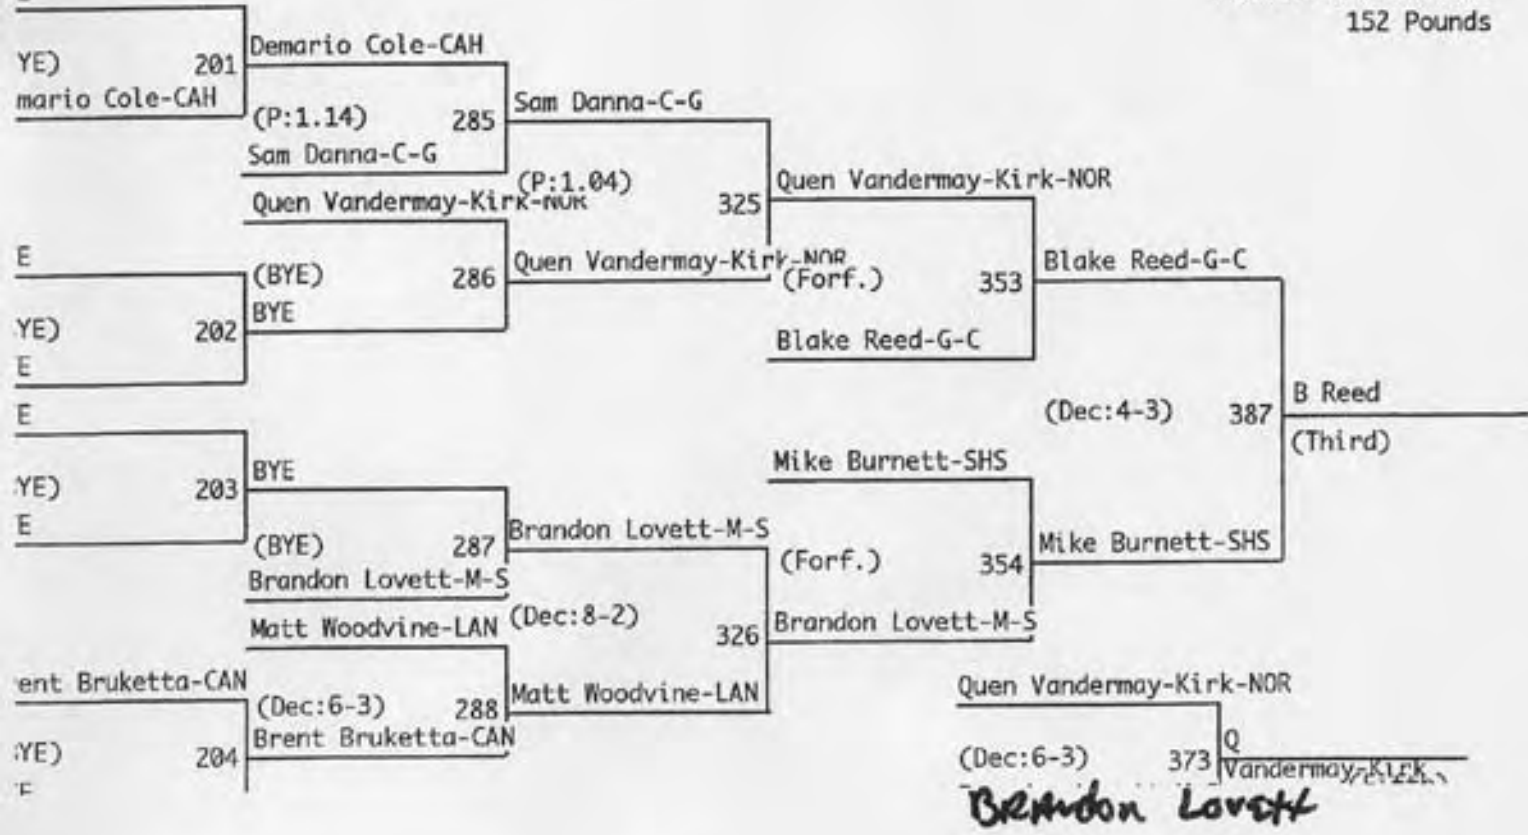 152 Pounds
YE)
201
Demario Cole-CAH
mario Cole-CAH
(P:1.14)
285
Sam Danna-C-G
Sam Danna-C-G
(P:1.04)
325
Quen Vandermay-Kirk-NOR
Quen Vandermay-Kirk-NOR
E
(BYE)
286
Quen Vandermay-Kirk-NOR
(Forf.)
353
Blake Reed-G-C
YE)
202
BYE
E
Blake Reed-G-C
E
(Dec:4-3)
387
B Reed
(Third)
YE)
203
BYE
Mike Burnett-SHS
E
(BYE)
287
Brandon Lovett-M-S
(Forf.)
354
Mike Burnett-SHS
Brandon Lovett-M-S
Matt Woodvine-LAN
(Dec:8-2)
326
Brandon Lovett-M-S
ent Bruketta-CAN
(Dec:6-3)
288
Matt Woodvine-LAN
Quen Vandermay-Kirk-NOR
YE)
204
Brent Bruketta-CAN
(Dec:6-3)
373
Q
Vandermay-Kirk
Brandon Lovett